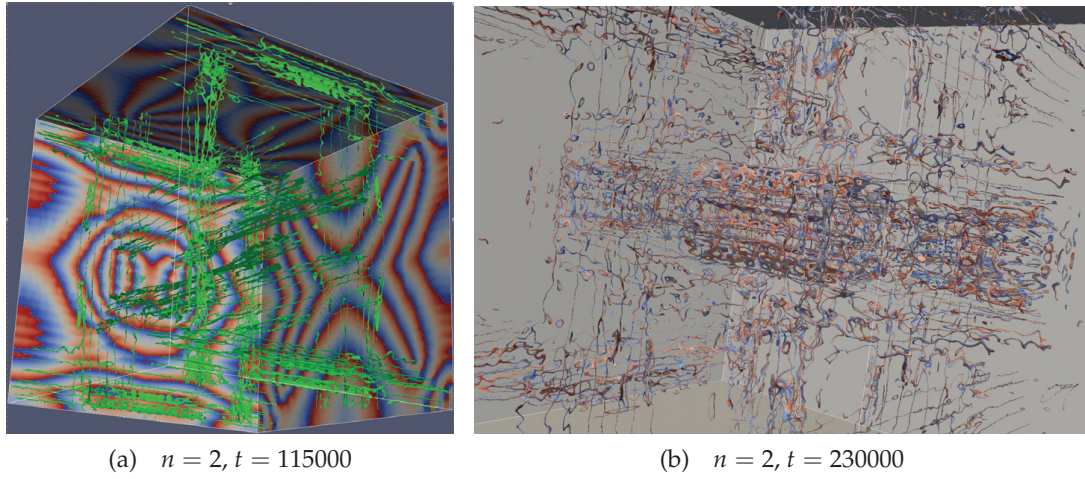 (a) n = 2, t = 115000
(b) n = 2, t = 230000